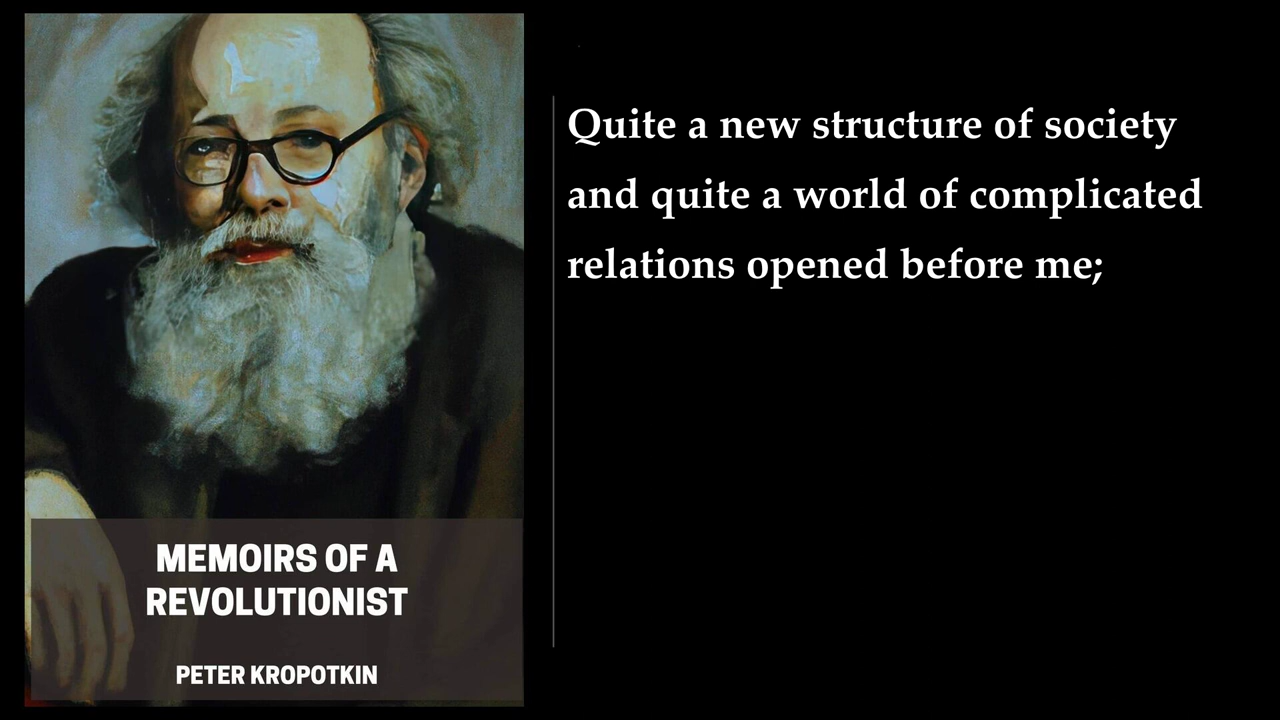 Quite a new structure of society
and quite a world of complicated
relations opened before me;
MEMOIRS OF A
REVOLUTIONIST
PETER KROPOTKIN